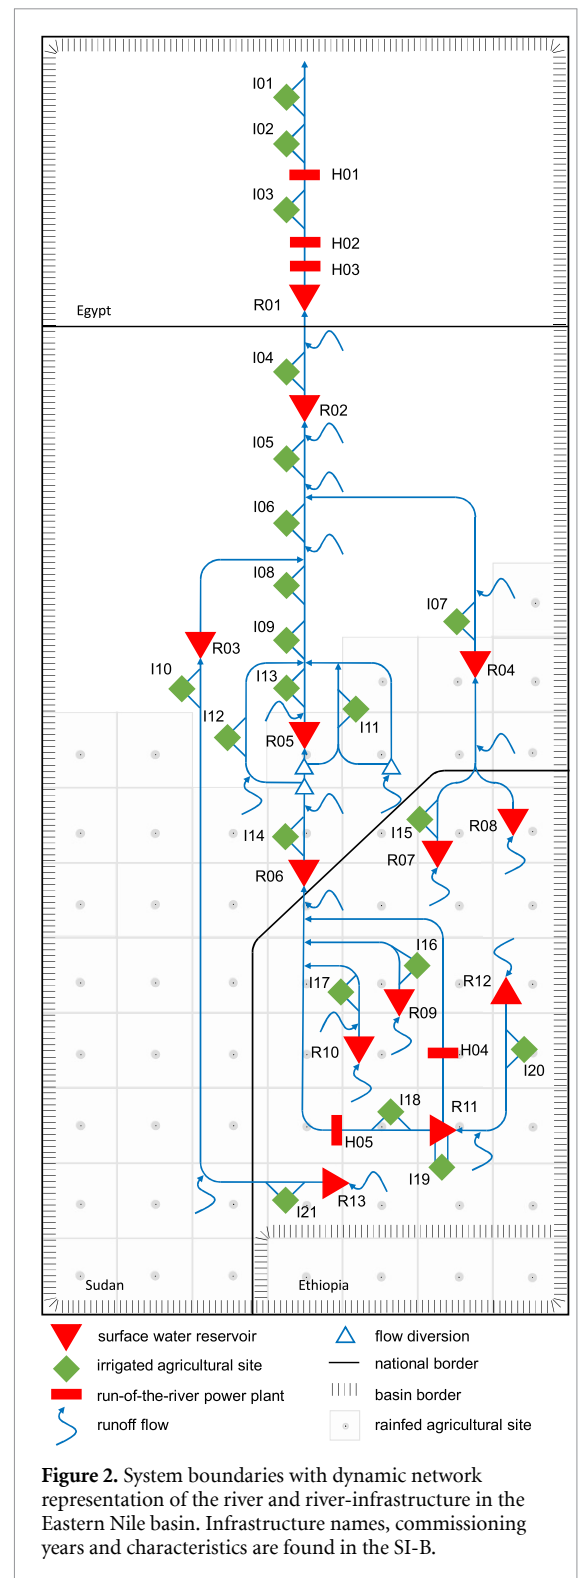 I01
I02
H01
I03
H02
H03
R01
Egypt
I04
R02
I05
I06
I08
I07
I09
R03
R04
I10
I13
I12
I11
R05
I14
I15
R08
R07
R06
I16
I17
R12
R09
R10
H04
I20
I18
R11
H05
I19
R13
I21
Sudan
Ethiopia
surface water reservoir
flow diversion
irrigated agricultural site
national border
run-of-the-river power plant
basin border
runoff flow
rainfed agricultural site
Figure 2. System boundaries with dynamic network
representation of the river and river-infrastructure in the
Eastern Nile basin. Infrastructure names, commissioning
years and characteristics are found in the SI-B.